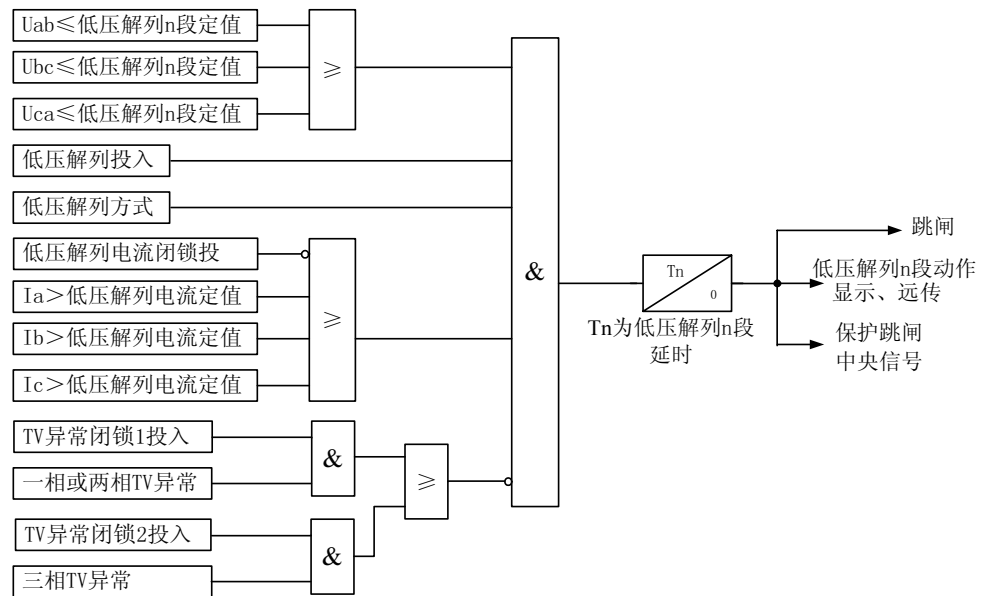 Uab≤低压解列n段定值
Ubc≤低压解列n段定值
Uca≤低压解列n段定值
≥
低压解列投入
低压解列方式
低压解列电流闭锁投
Ia>低压解列电流定值
Ib>低压解列电流定值
Ic>低压解列电流定值
≥
TV异常闭锁1投入
一相或两相TV异常
&
TV异常闭锁2投入
三相TV异常
&
≥
&
Tn
0
Tn为低压解列n段
延时
跳闸
低压解列n段动作
显示、远传
保护跳闸
中央信号